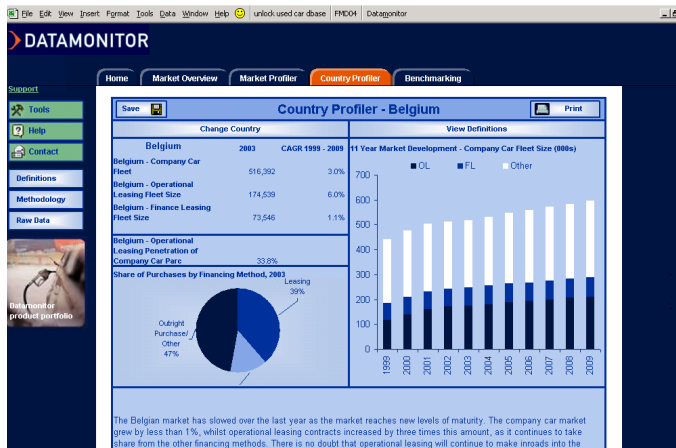 File Edit View Insert Format Tools Data Window Help unlock used car dbase FMD04 Datamonitor
DATAMONITOR
Home Market Overview Market Profiler Country Profiler Benchmarking
Support
Tools
Help
Contact
Definitions
Methodology
Raw Data
Datamonitor
product portfolio
Save Country Profiler - Belgium Print
Change Country View Definitions
Belgium 2003 CAGR 1999 - 2009
Belgium - Company Car
Fleet 516,392 3.0%
Belgium - Operational
Leasing Fleet Size 174,539 6.0%
Belgium - Finance Leasing
Fleet Size 73,546 1.1%
Belgium - Operational
Leasing Penetration of
Company Car Parc 33.8%
Share of Purchases by Financing Method, 2003
Leasing
39%
Outright
Purchase/
Other
47%
11 Year Market Development - Company Car Fleet Size (000s)
OL FL Other
700
600
500
400
300
200
100
0
1999 2000 2001 2002 2003 2004 2005 2006 2007 2008 2009
The Belgian market has slowed over the last year as the market reaches new levels of maturity. The company car market
grew by less than 1%, whilst operational leasing contracts increased by three times this amount, as it continues to take
share from the other financing methods. There is no doubt that operational leasing will continue to make inroads into the